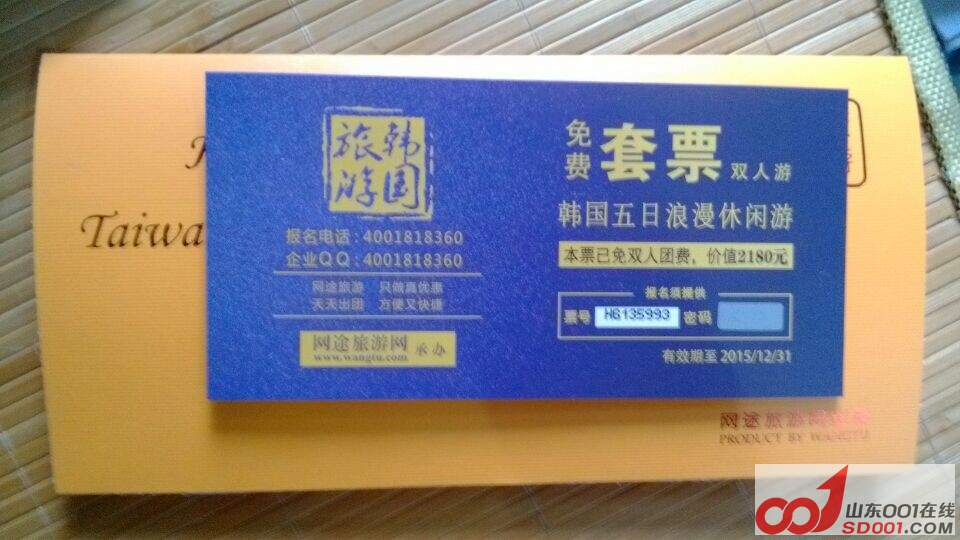 Taiwa
旅韩
游国
报名电话：4001818360
企业QQ：4001818360
网途旅游 只做真优惠
天天出团 方便又快捷
网途旅游网 承办
www.wangtu.com
免费 套票 双人游
韩国五日浪漫休闲游
本票已免双人团费，价值2180元
报名须提供
票号 H6135993 密码
有效期至 2015/12/31
网途旅游网
PRODUCT BY WANGTU
山东001在线
SD001.COM